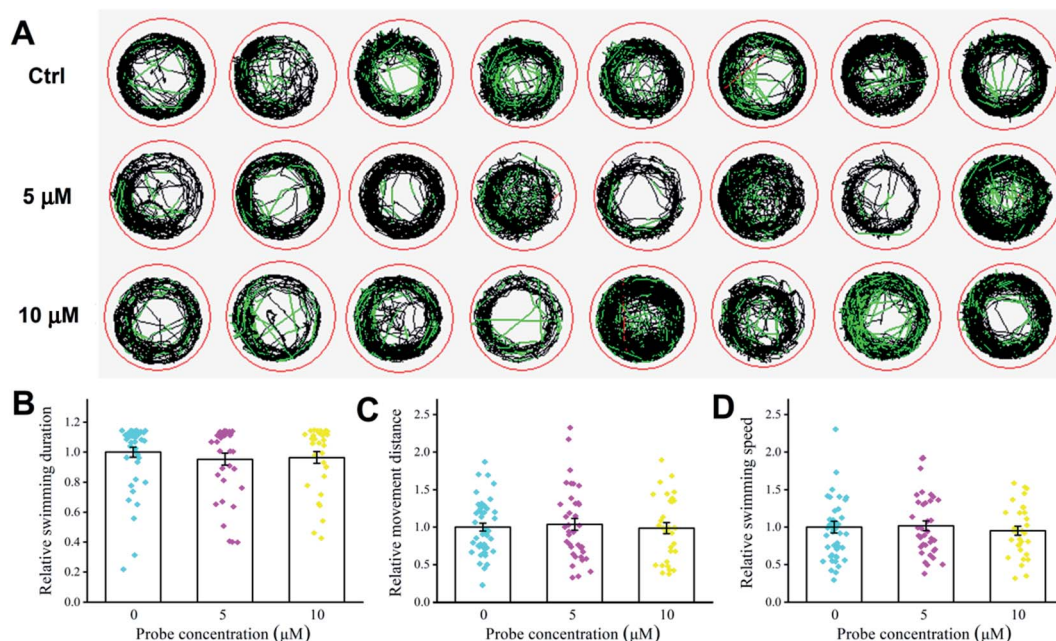 A
Ctrl
5 μM
10 μM
B
Relative swimming duration
1.2
1.0
0.8
0.6
0.4
0.2
0.0
0
5
10
Probe concentration (μM)
C
Relative movement distance
2.5
2.0
1.5
1.0
0.5
0.0
0
5
10
Probe concentration (μM)
D
Relative swimming speed
2.5
2.0
1.5
1.0
0.5
0.0
0
5
10
Probe concentration (μM)